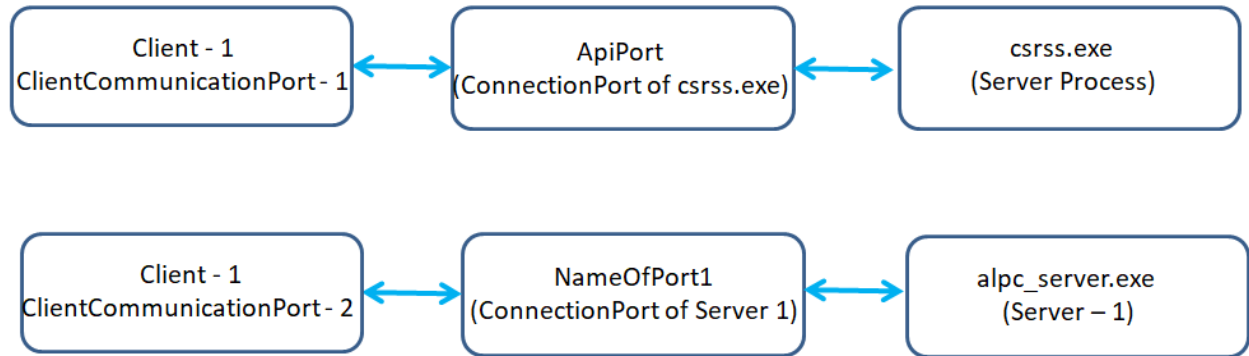 Client - 1
ClientCommunicationPort - 1
ApiPort
(ConnectionPort of csrss.exe)
csrss.exe
(Server Process)
Client - 1
ClientCommunicationPort - 2
NameOfPort1
(ConnectionPort of Server 1)
alpc_server.exe
(Server – 1)